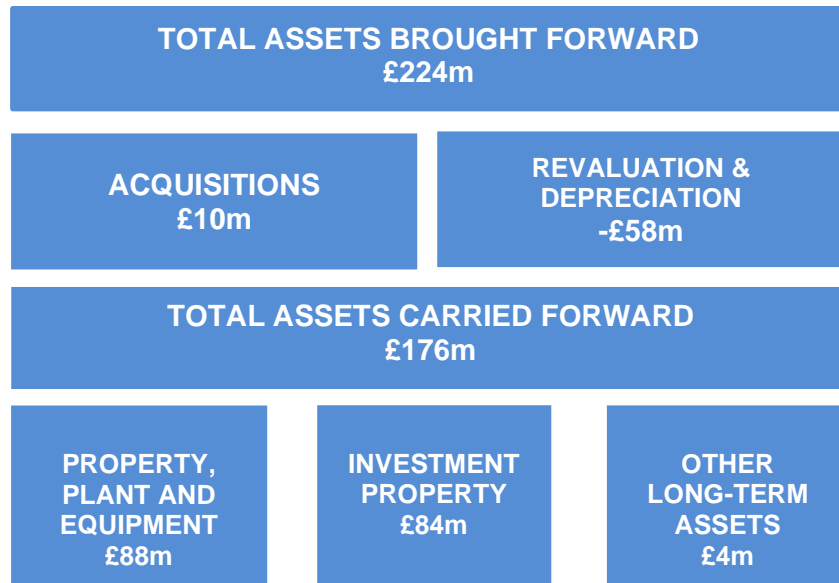 TOTAL ASSETS BROUGHT FORWARD
£224m
ACQUISITIONS
£10m
REVALUATION &
DEPRECIATION
-£58m
TOTAL ASSETS CARRIED FORWARD
£176m
PROPERTY,
PLANT AND
EQUIPMENT
£88m
INVESTMENT
PROPERTY
£84m
OTHER
LONG-TERM
ASSETS
£4m